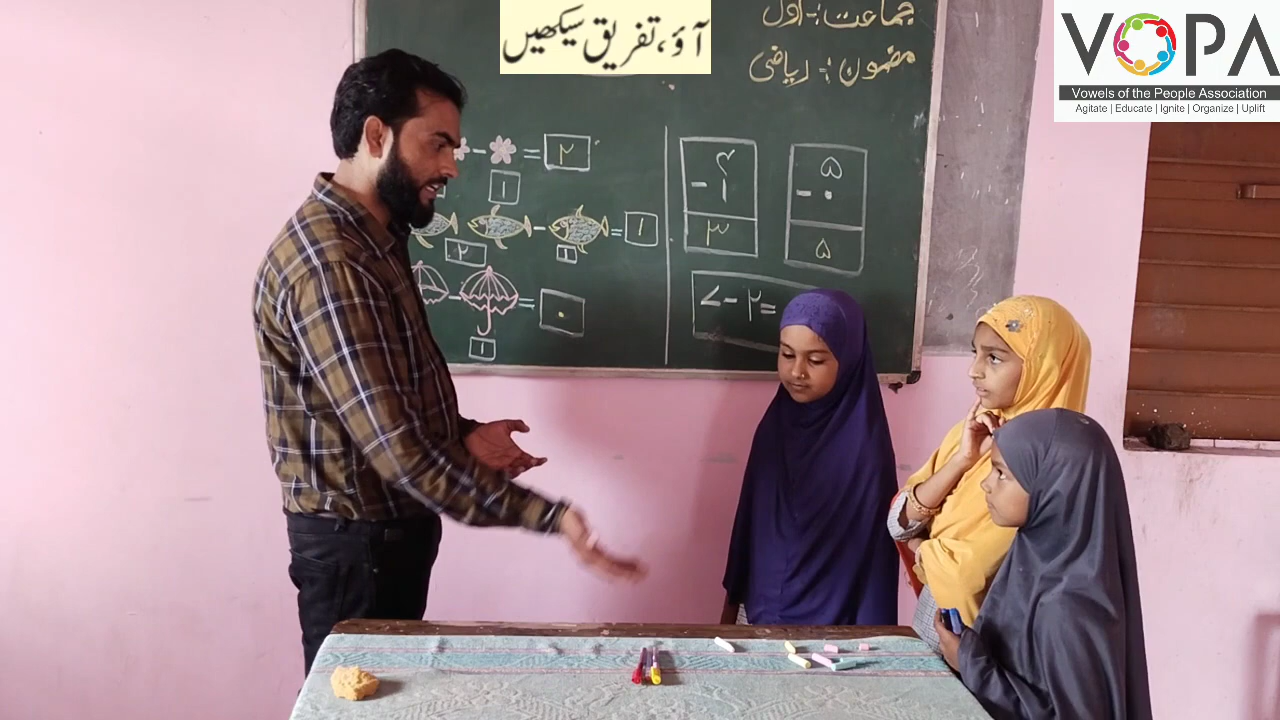 آؤ، تفریق سیکھیں
VOPA
Vowels of the People Association
Agitate | Educate | Ignite | Organize | Uplift
جماعت:- اول
مضمون:- ریاضی
- = ۲
۱
- = ۱
۲ ۱
- = ۰
۱
۴
- ۱
۳
۵
- ۰
۵
< - ۲ =